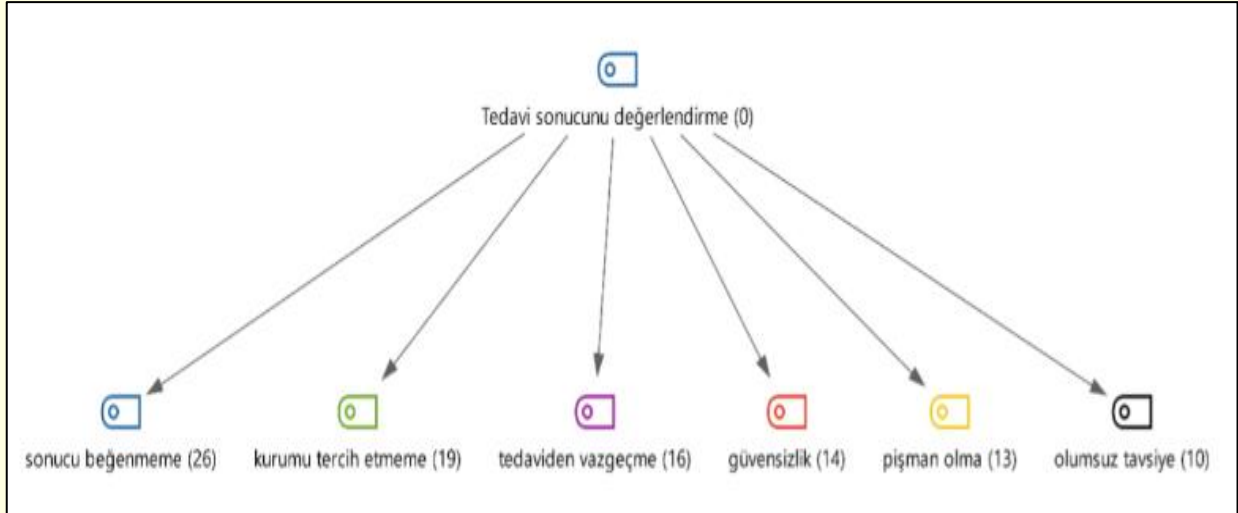 Tedavi sonucunu değerlendirme (0)
sonucu beğenmeme (26) kurumu tercih etmeme (19) tedaviden vazgeçme (16) güvensizlik (14) pişman olma (13) olumsuz tavsiye (10)